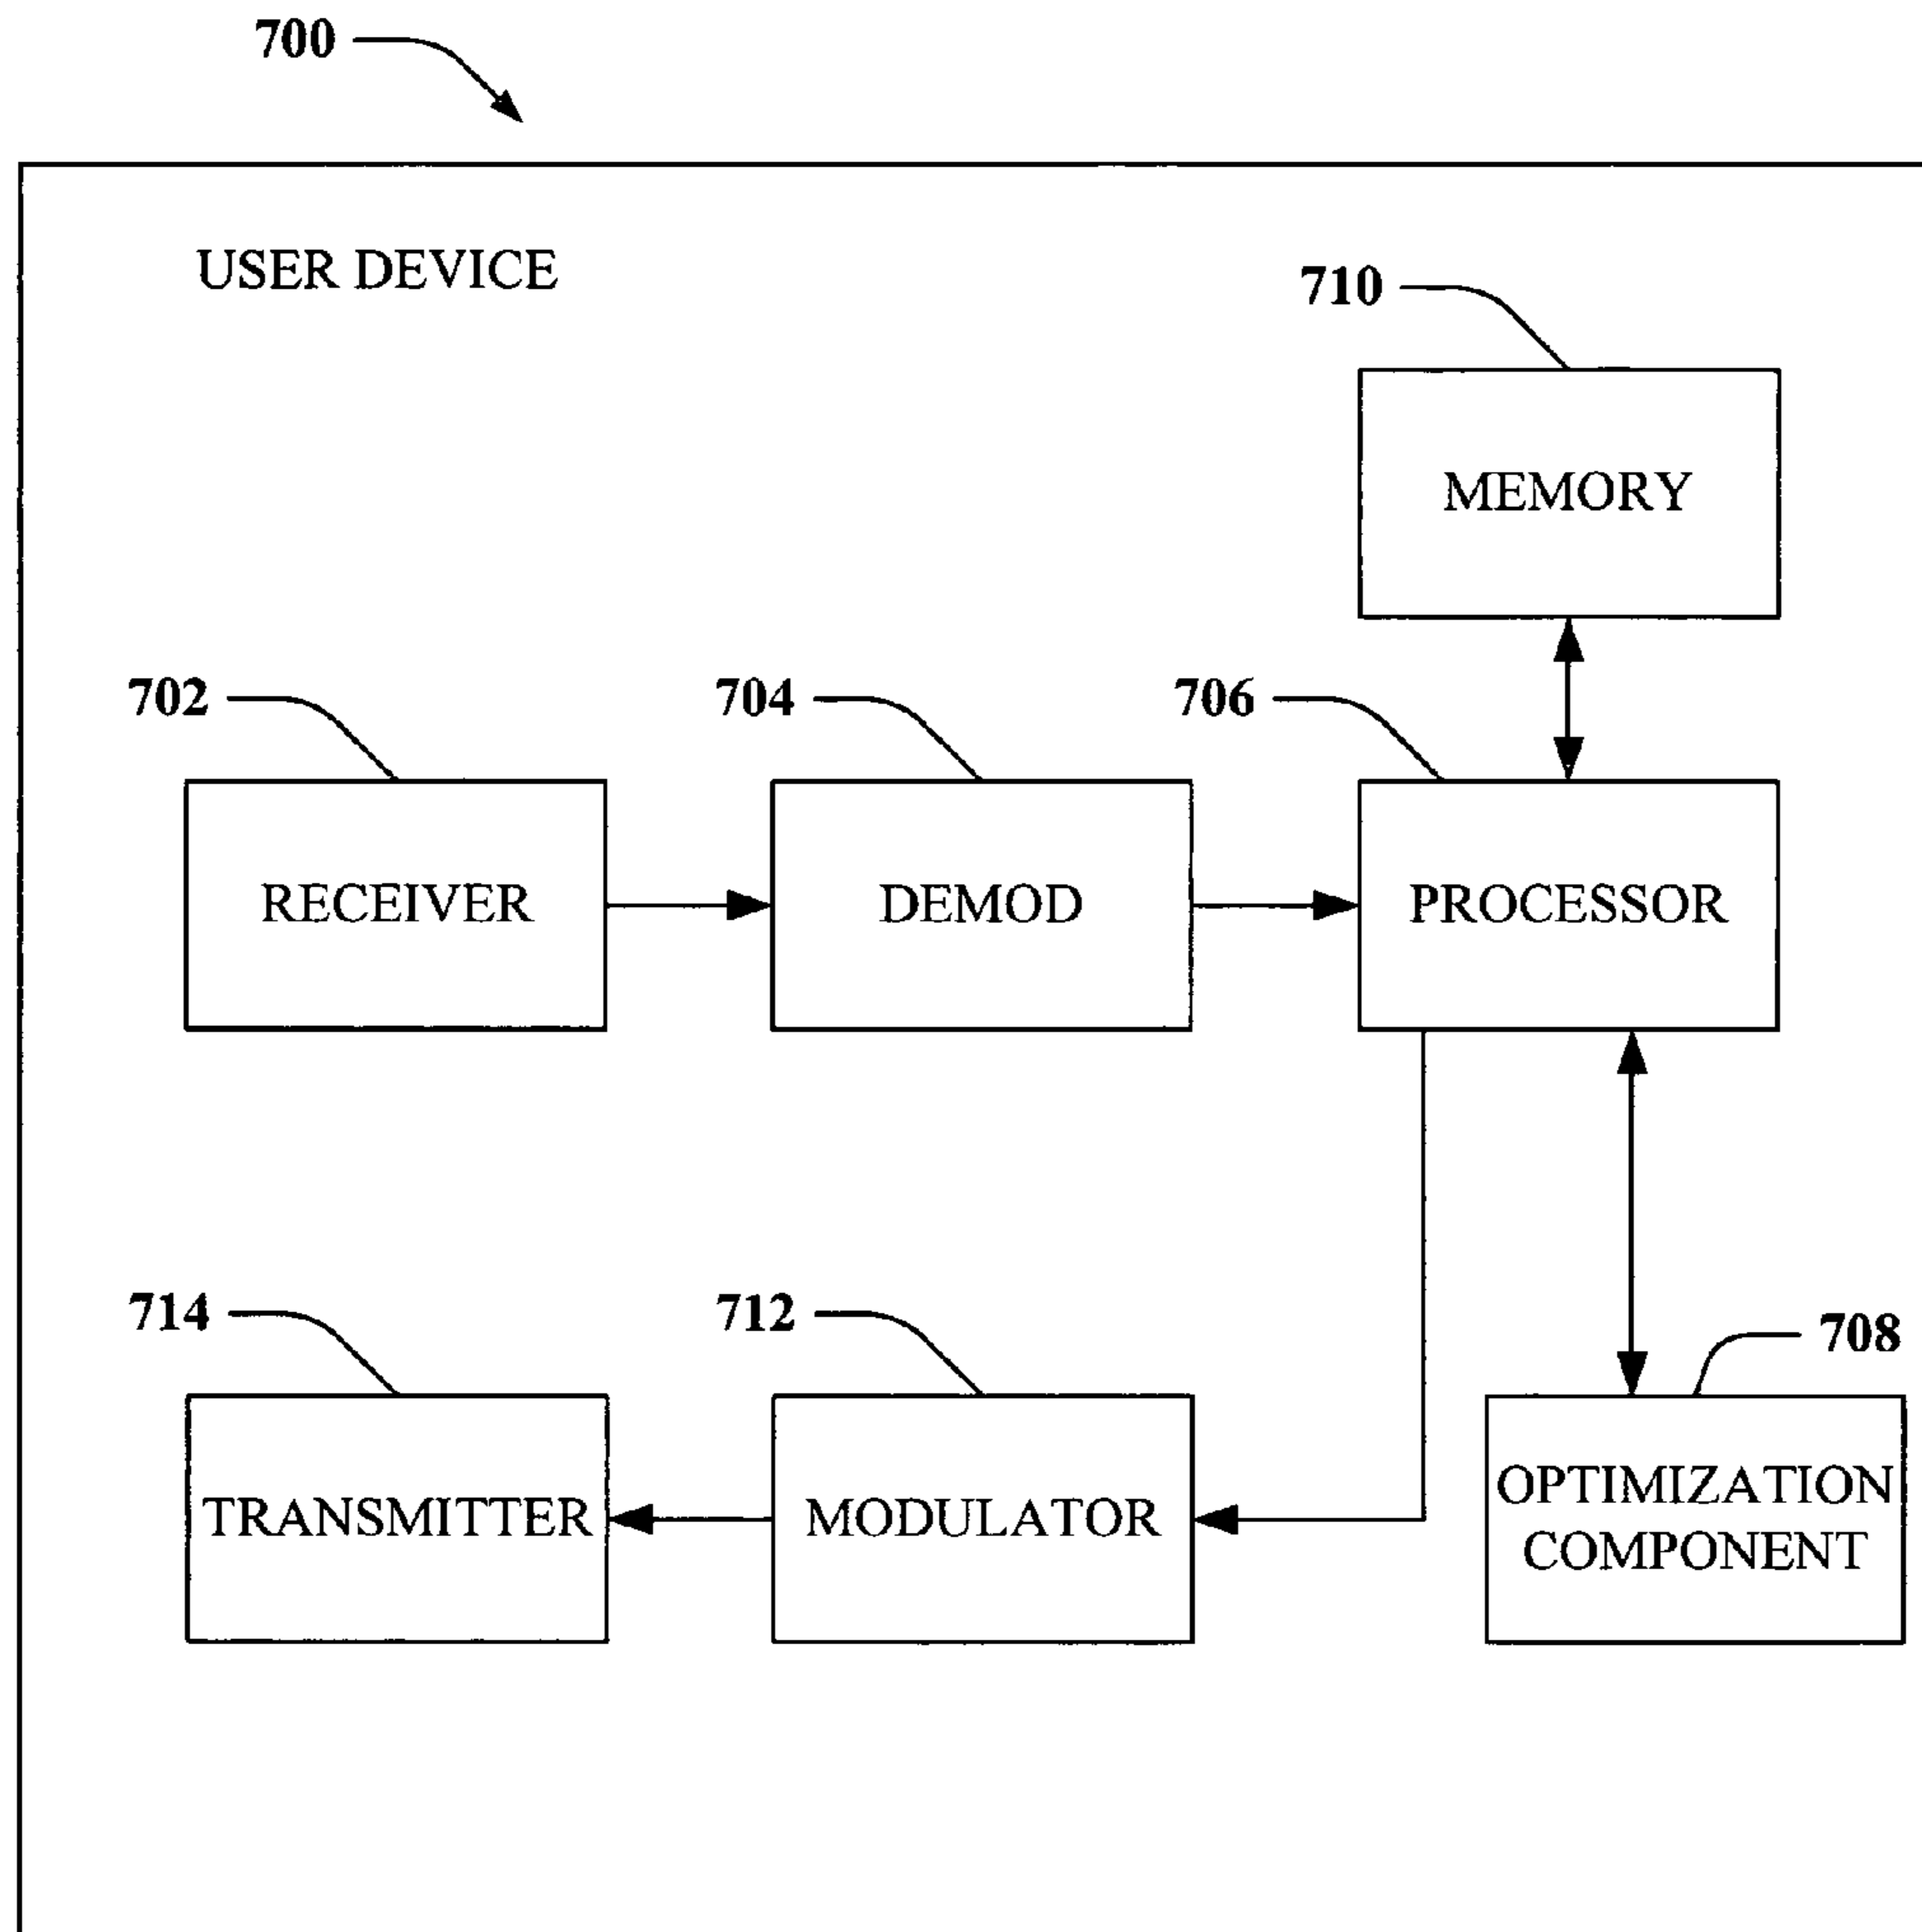 700
USER DEVICE
710
MEMORY
702
704
706
RECEIVER
DEMOD
PROCESSOR
714
712
708
TRANSMITTER
MODULATOR
OPTIMIZATION
COMPONENT